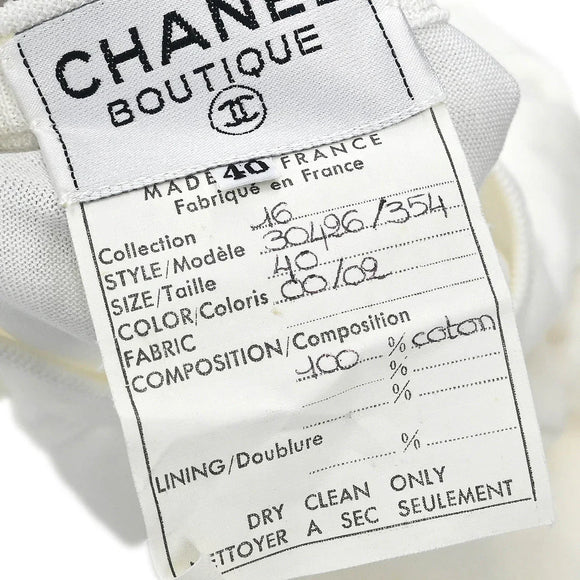 CHANEL
BOUTIQUE
40
MADE FRANCE
Fabriqué en France
Collection 16
STYLE/Modèle 30496/354
SIZE/Taille 40
COLOR/Coloris 00/02
FABRIC
COMPOSITION/Composition
100 % coton
%
%
LINING/Doublure %
DRY CLEAN ONLY
ETTOYER A SEC SEULEMENT